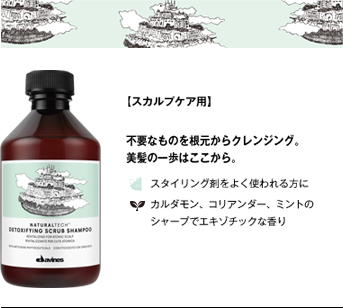 【スカルプケア用】
不要なものを根元からクレンジング。
美髪の一歩はここから。
スタイリング剤をよく使われる方に
カルダモン、コリアンダー、ミントの
シャープでエキゾチックな香り
NATURALTECH
DETOXIFYING SCRUB SHAMPOO
davines